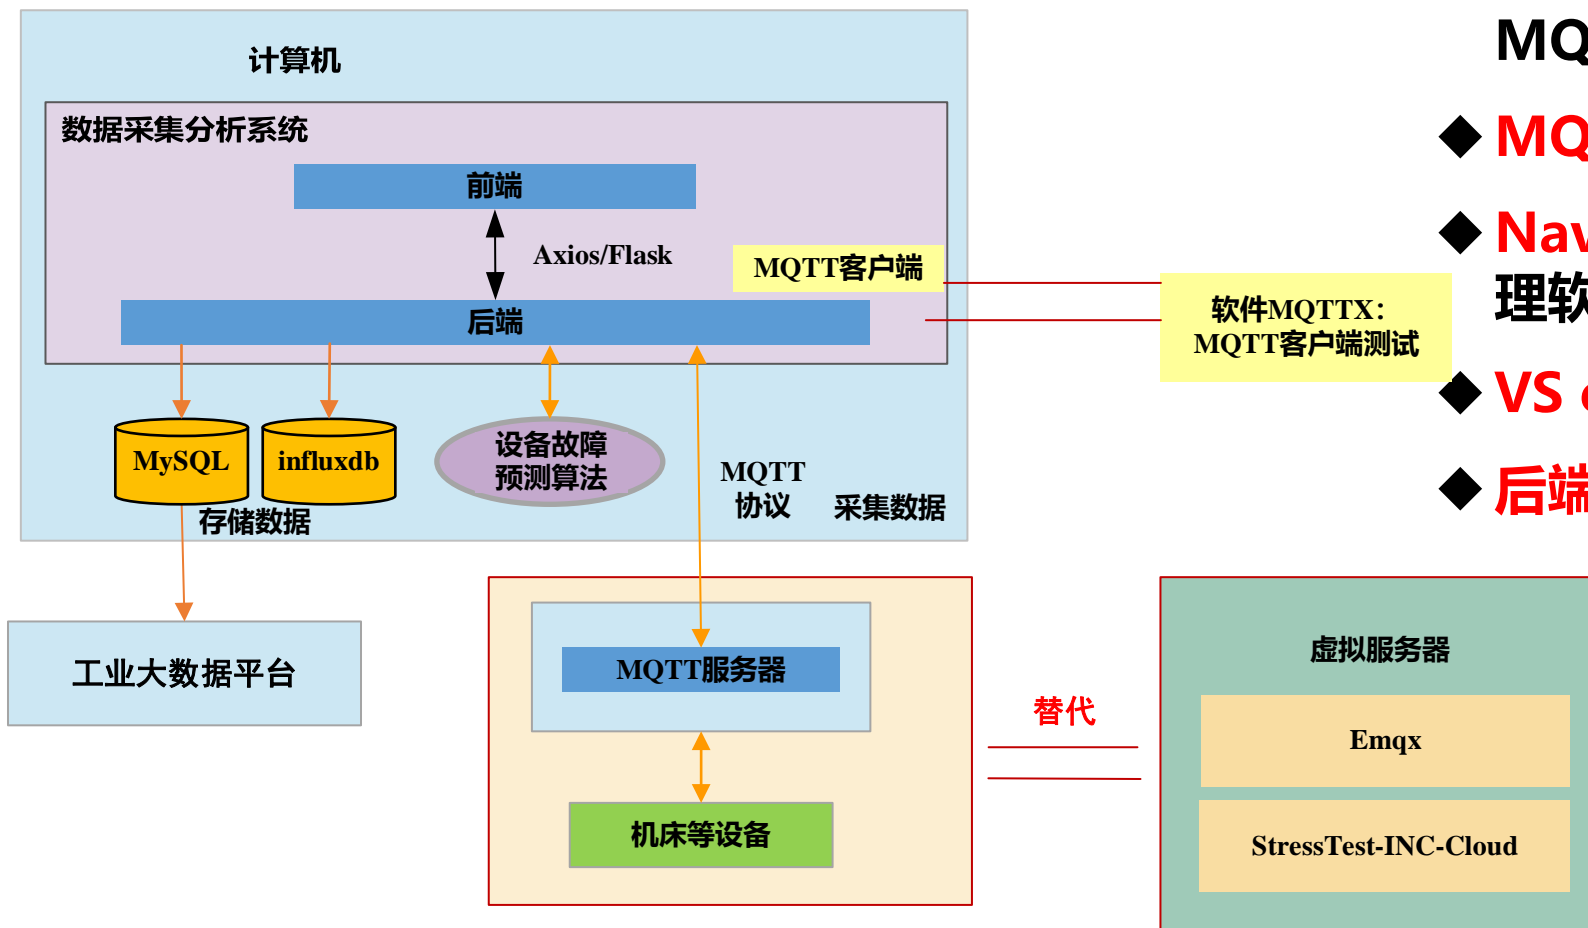 计算机
数据采集分析系统
前端
Axios/Flask
MQTT客户端
后端
软件MQTTX：
MQTT客户端测试
MySQL
influxdb
设备故障
预测算法
MQTT
协议
采集数据
存储数据
工业大数据平台
MQTT服务器
机床等设备
替代
虚拟服务器
Emqx
StressTest-INC-Cloud
MQ
◆ MQ
◆ Nav
理软
◆ VS
◆ 后端